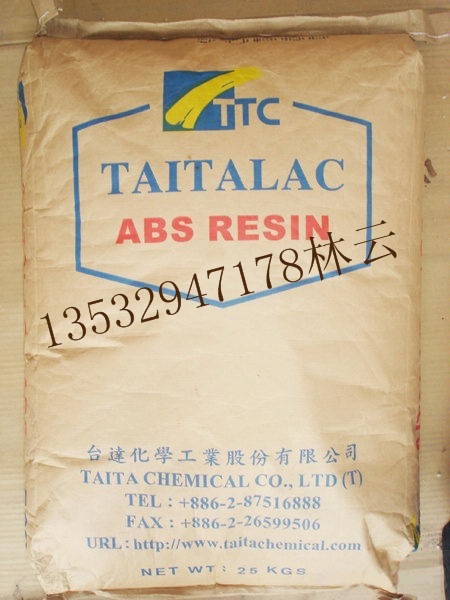 TTC
TAITALAC
ABS RESIN
13532947178林云
台達化學工業股份有限公司
TAITA CHEMICAL CO., LTD (T)
TEL : +886-2-87516888
FAX : +886-2-26599506
URL: http://www.taitachemical.com
NET WT: 25 KGS